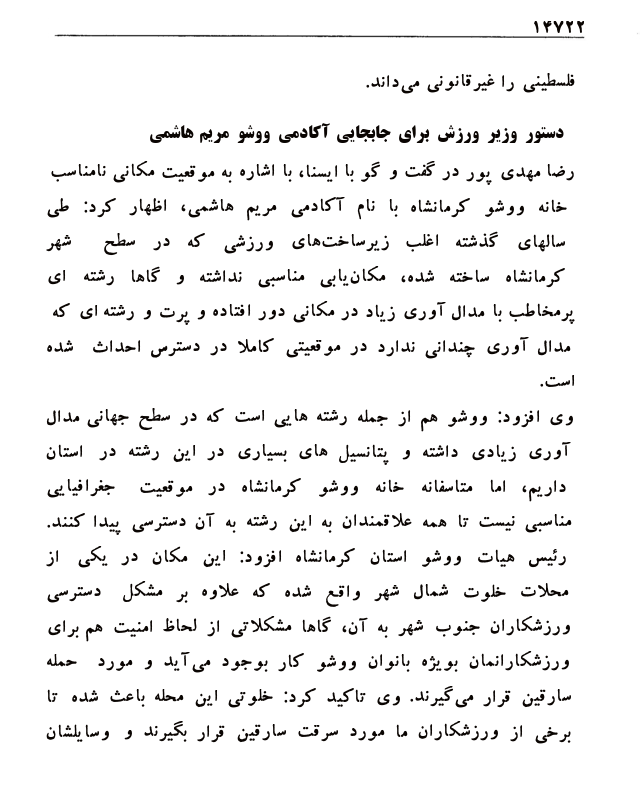 ۱۴۷۲۲
فلسطینی را غیرقانونی می‌داند.
دستور وزیر ورزش برای جابجایی آکادمی ووشو مریم هاشمی
رضا مهدی پور در گفت و گو با ایسنا، با اشاره به موقعیت مکانی نامناسب
خانه ووشو کرمانشاه با نام آکادمی مریم هاشمی، اظهار کرد: طی
سالهای گذشته اغلب زیرساخت‌های ورزشی که در سطح شهر
کرمانشاه ساخته شده، مکان‌یابی مناسبی نداشته و گاها رشته ای
پرمخاطب با مدال آوری زیاد در مکانی دور افتاده و پرت و رشته ای که
مدال آوری چندانی ندارد در موقعیتی کاملا در دسترس احداث شده
است.
وی افزود: ووشو هم از جمله رشته هایی است که در سطح جهانی مدال
آوری زیادی داشته و پتانسیل های بسیاری در این رشته در استان
داریم، اما متاسفانه خانه ووشو کرمانشاه در موقعیت جغرافیایی
مناسبی نیست تا همه علاقمندان به این رشته به آن دسترسی پیدا کنند.
رئیس هیات ووشو استان کرمانشاه افزود: این مکان در یکی از
محلات خلوت شمال شهر واقع شده که علاوه بر مشکل دسترسی
ورزشکاران جنوب شهر به آن، گاها مشکلاتی از لحاظ امنیت هم برای
ورزشکارانمان بویژه بانوان ووشو کار بوجود می‌آید و مورد حمله
سارقین قرار می‌گیرند. وی تاکید کرد: خلوتی این محله باعث شده تا
برخی از ورزشکاران ما مورد سرقت سارقین قرار بگیرند و وسایلشان